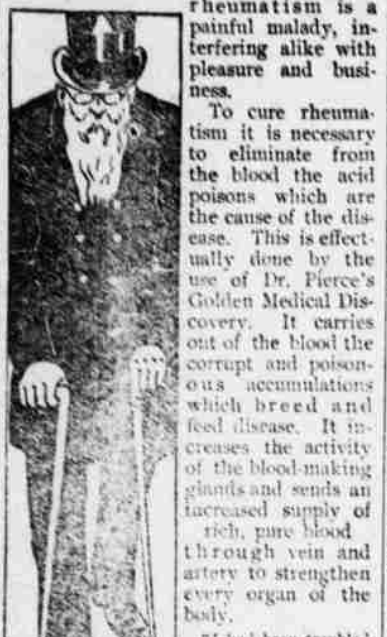 rheumatism is a
painful malady, in-
terfering alike with
pleasure and busi-
ness.
To cure rheuma-
tism it is necessary
to eliminate from
the blood the acid
poisons which are
the cause of the dis-
ease. This is effect-
ually done by the
use of Dr. Pierce's
Golden Medical Dis-
covery. It carries
out of the blood the
corrupt and poison-
ous accumulations
which breed and
feed disease. It in-
creases the activity
of the blood-making
glands and sends an
increased supply of
rich, pure blood
through vein and
artery to strengthen
every organ of the
body.